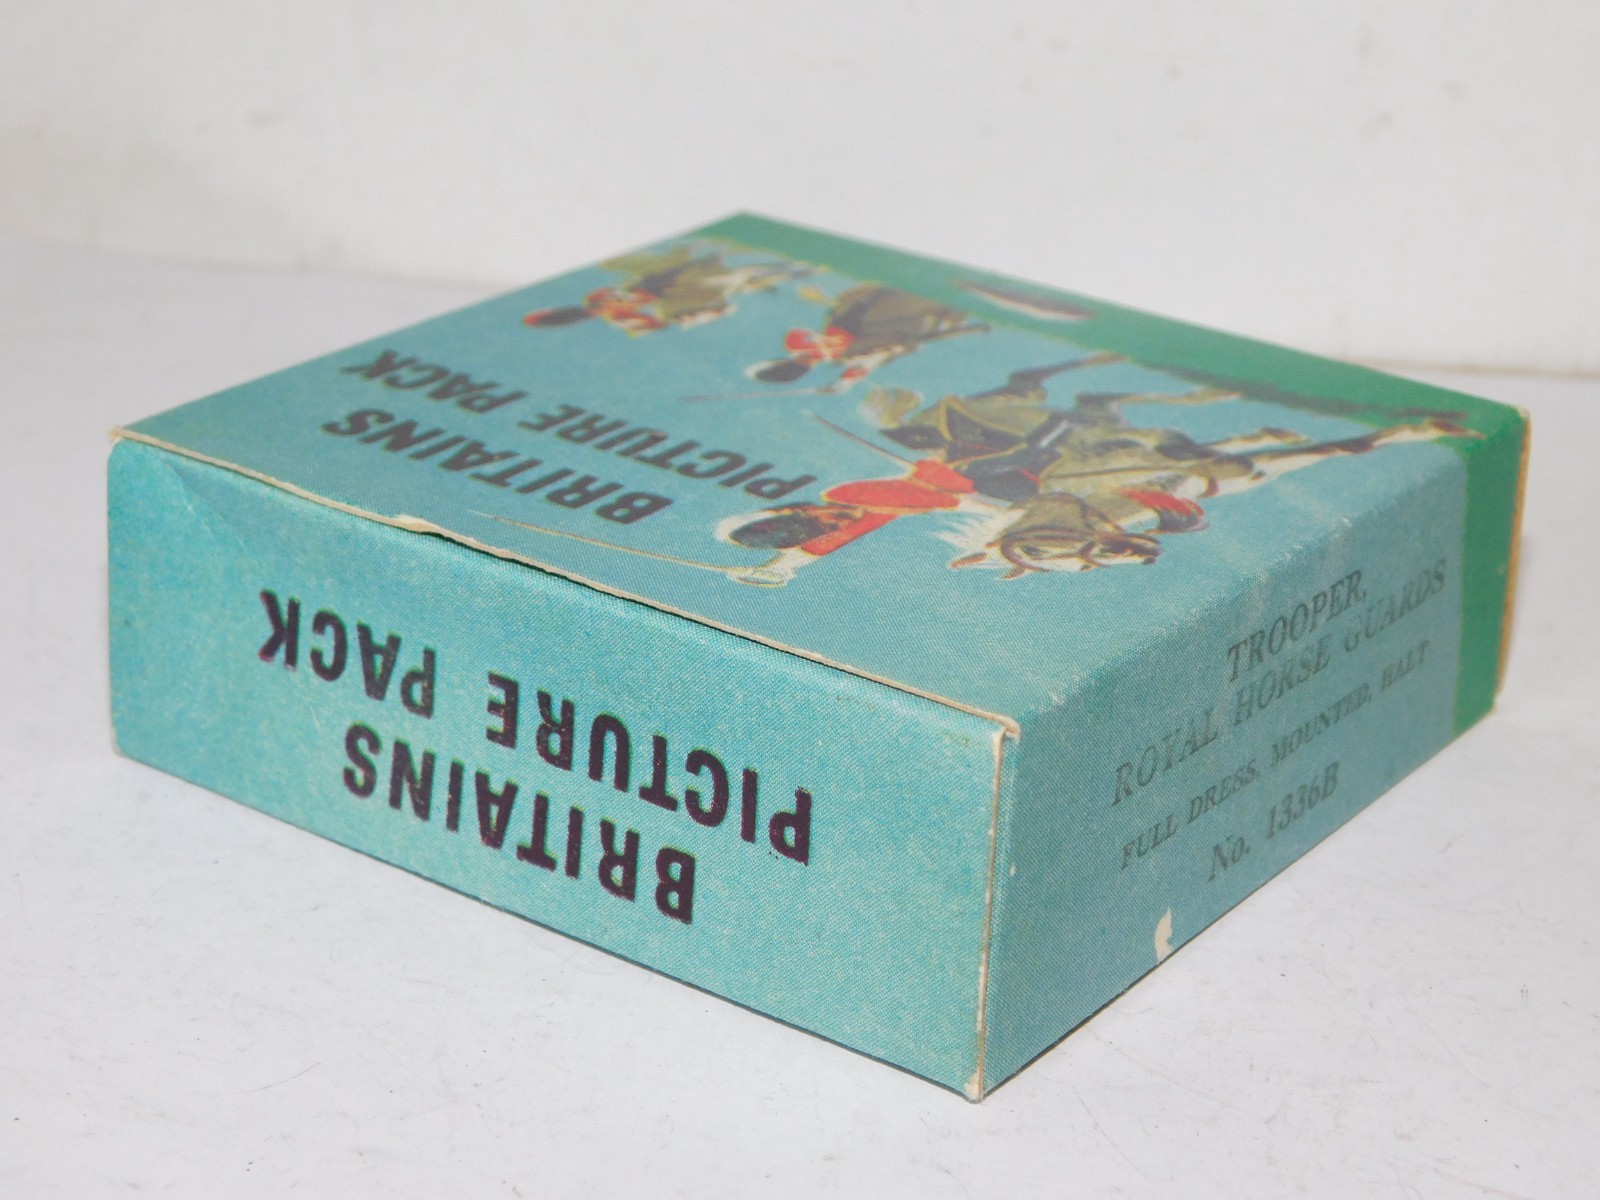 BRITAINS
PICTURE PACK
BRITAINS
PICTURE PACK
TROOPER,
ROYAL HORSE GUARDS
FULL DRESS, MOUNTED, HALT
No. 1336B